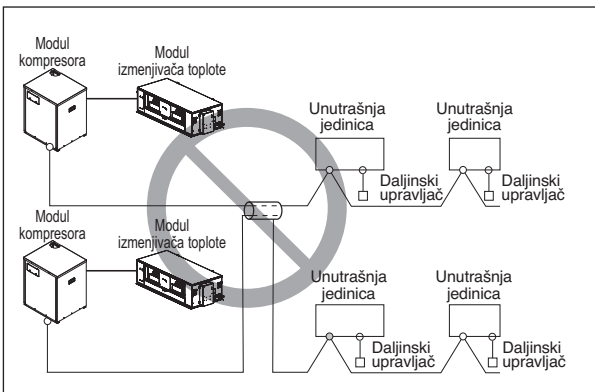 Modul
kompresora
Modul
izmenjivača toplote
Unutrašnja
jedinica
Unutrašnja
jedinica
Daljinski
upravljač
Daljinski
upravljač
Modul
kompresora
Modul
izmenjivača toplote
Unutrašnja
jedinica
Unutrašnja
jedinica
Daljinski
upravljač
Daljinski
upravljač